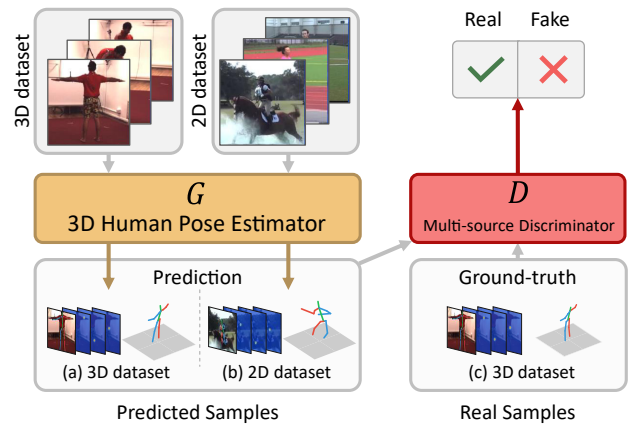 3D dataset
2D dataset
Real Fake
G
3D Human Pose Estimator
D
Multi-source Discriminator
Prediction
(a) 3D dataset
(b) 2D dataset
Ground-truth
(c) 3D dataset
Predicted Samples
Real Samples